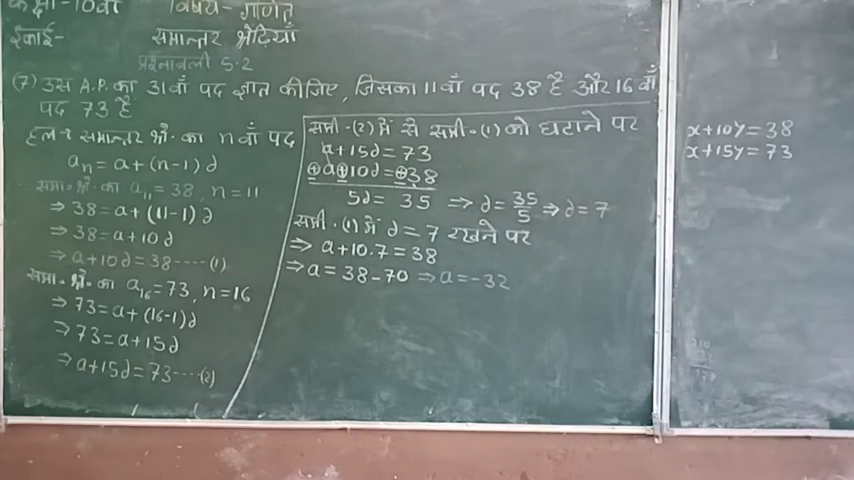 कक्षा-10वीं विषय- गणित
ईकाई- समान्तर श्रेढ़ियाँ
प्रश्नावली 5.2
(7) उस A.P. का 31वाँ पद ज्ञात कीजिए, जिसका 11वाँ पद 38 है और 16वाँ
पद 73 है
हल→ समान्तर श्रे. का n वाँ पद
an = a+(n-1)d
समा. श्रे. का a11 = 38, n=11
⇒ 38=a+(11-1)d
⇒ 38=a+10d
⇒ a+10d=38-----(1)
समा. श्रे. का a16=73, n=16
⇒ 73=a+(16-1)d
⇒ 73=a+15d
⇒ a+15d=73----(2)
समी.-(2) में से समी.-(1) को घटाने पर
a+15d=73
a+10d=38
5d= 35 ⇒ d= 35/5 ⇒ d=7
समी.-(1) में d=7 रखने पर
⇒ a+10.7=38
⇒ a=38-70 ⇒ a=-32
x+10y=38
x+15y=73